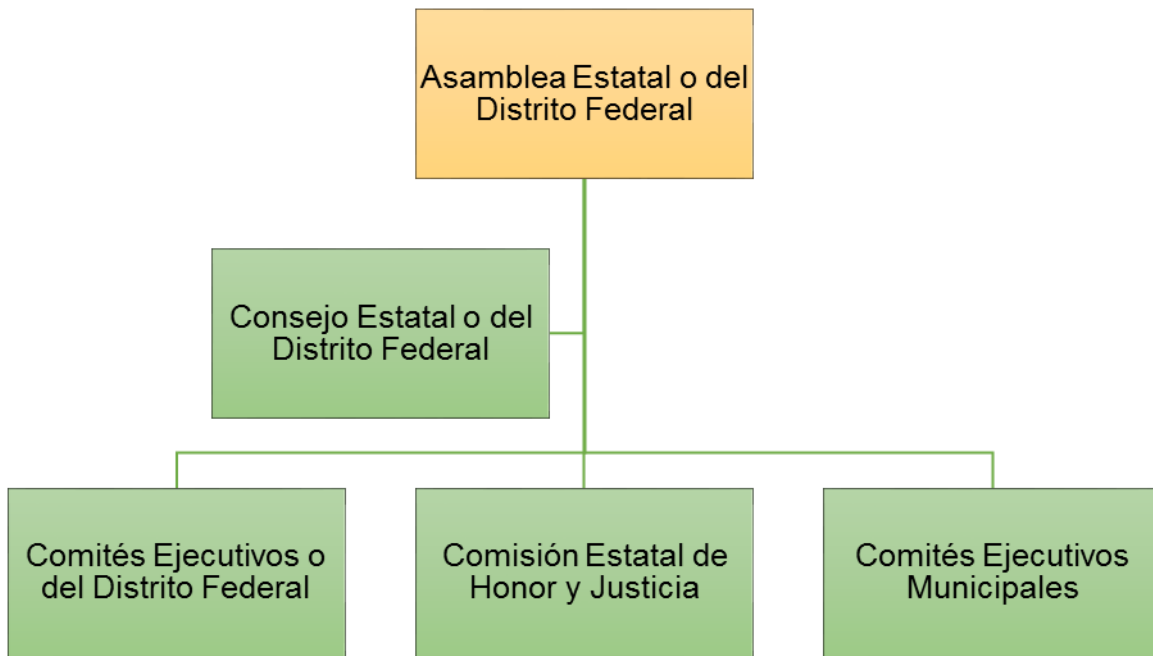 Asamblea Estatal o del
Distrito Federal
Consejo Estatal o del
Distrito Federal
Comités Ejecutivos o
del Distrito Federal
Comisión Estatal de
Honor y Justicia
Comités Ejecutivos
Municipales